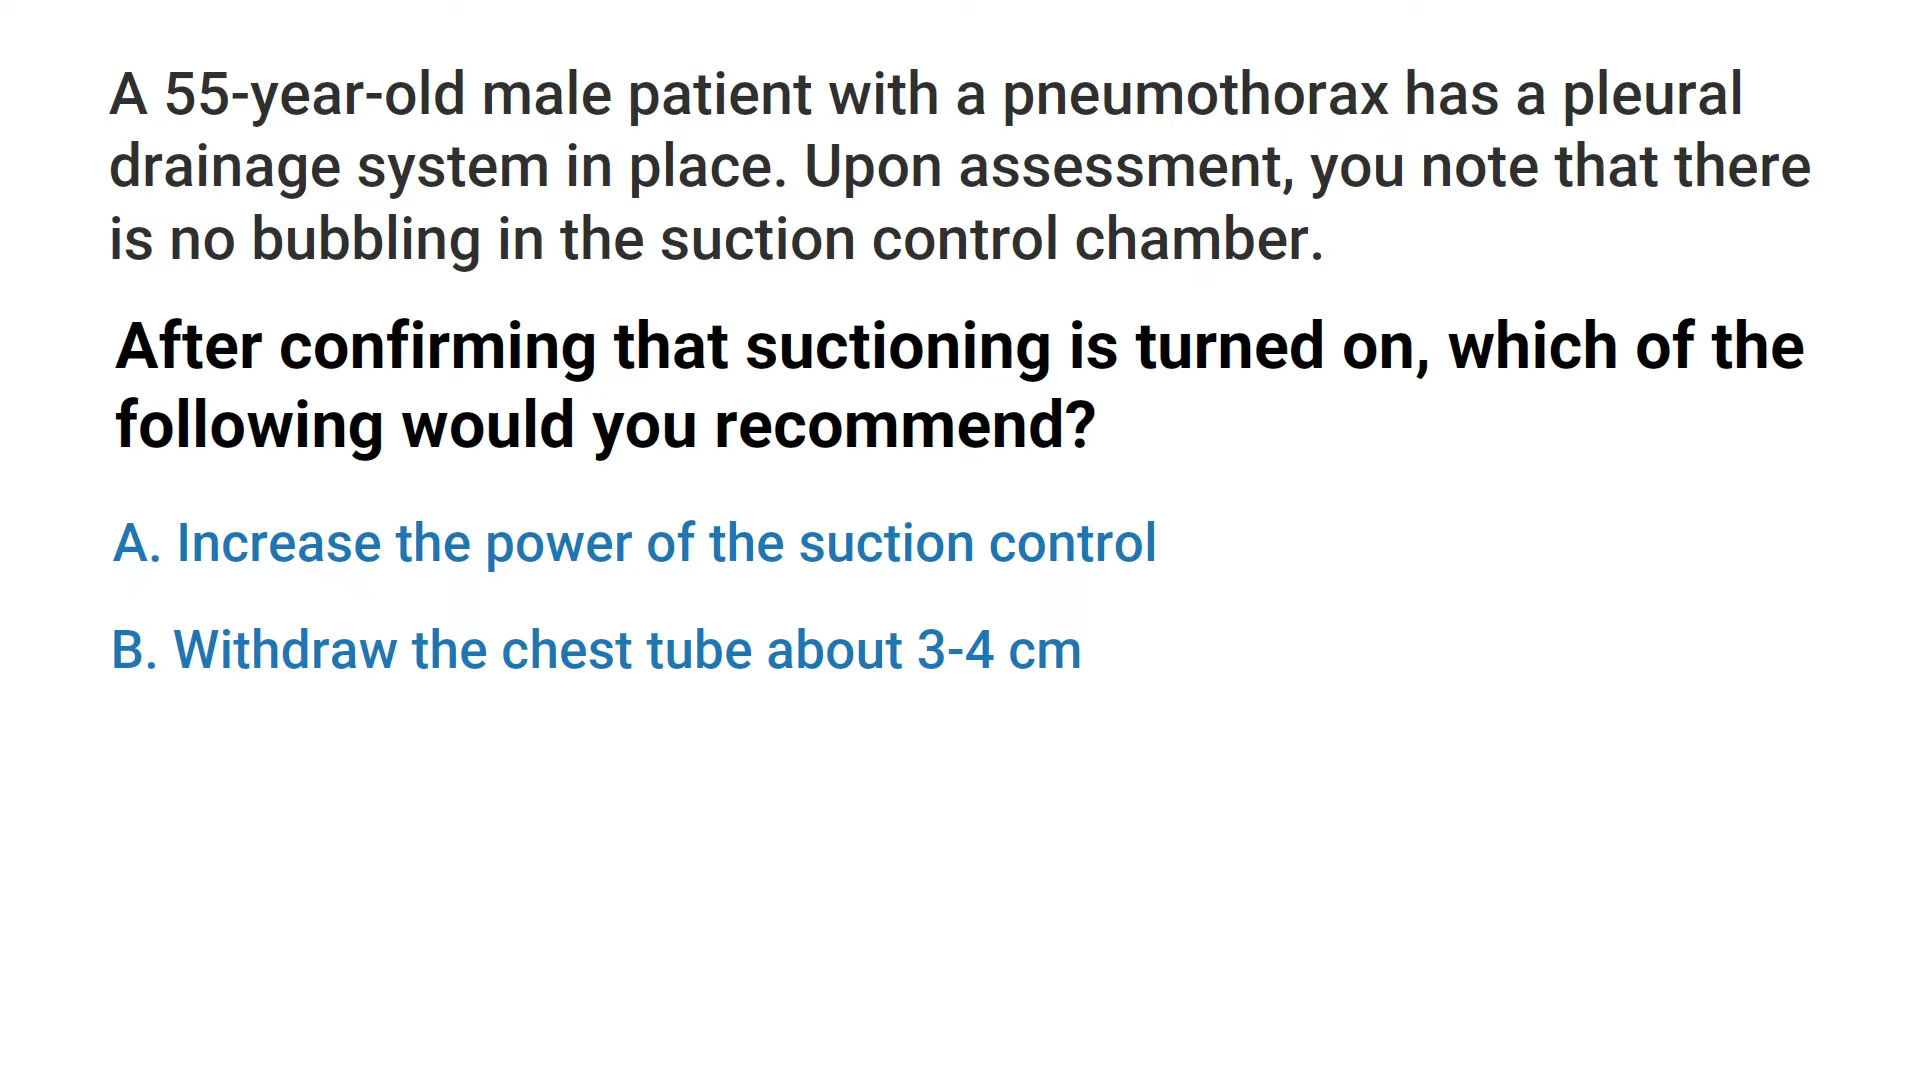 A 55-year-old male patient with a pneumothorax has a pleural
drainage system in place. Upon assessment, you note that there
is no bubbling in the suction control chamber.
After confirming that suctioning is turned on, which of the
following would you recommend?
A. Increase the power of the suction control
B. Withdraw the chest tube about 3-4 cm